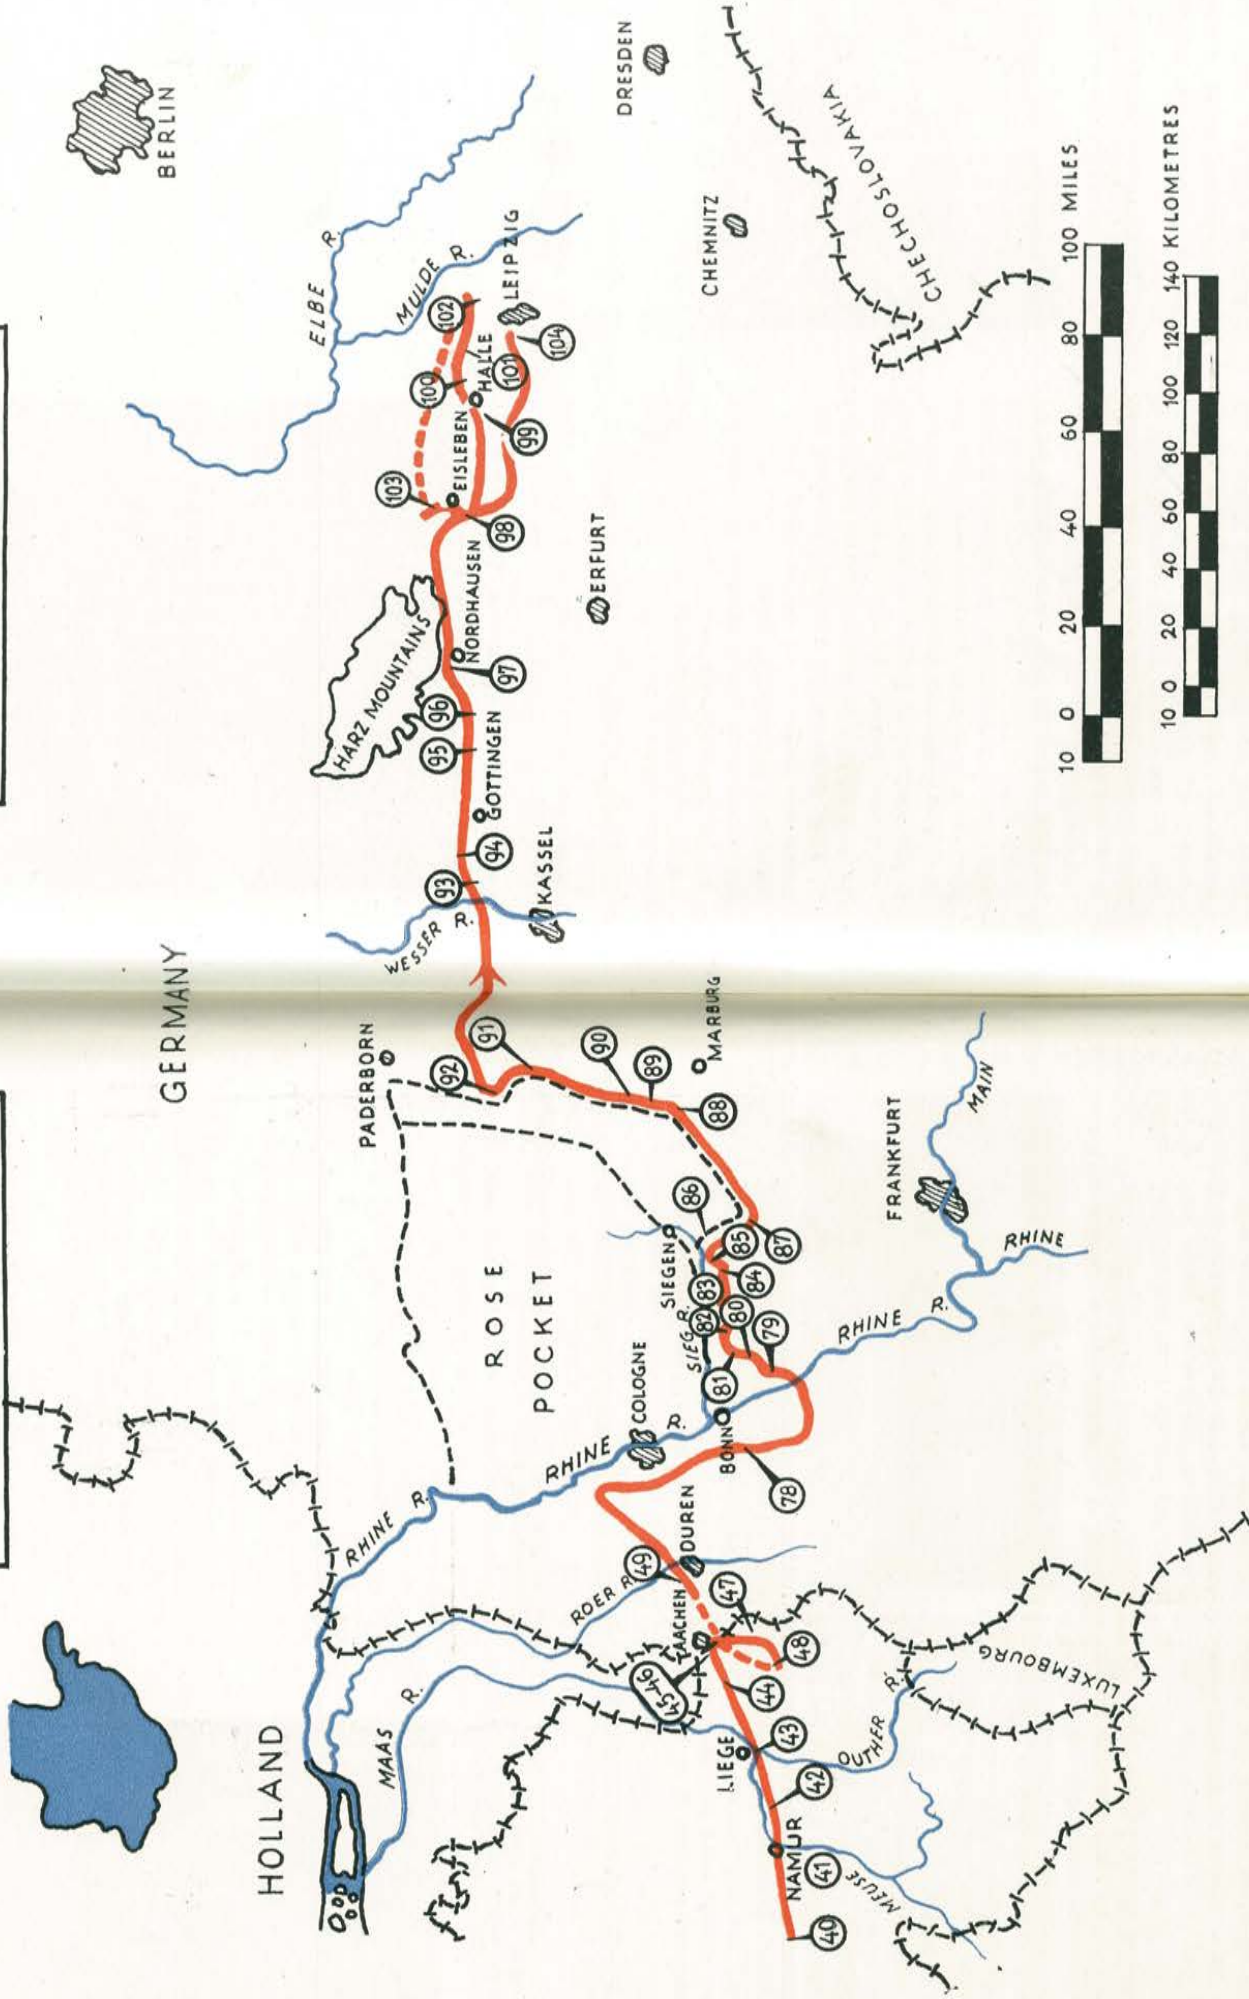 BERLIN
DRESDEN
CHEMNITZ
CHECHOSLOVAKIA
ELBE R.
MULDE R.
LEIPZIG
102
104
101
HALLE
100
99
EISLEBEN
103
98
ERFURT
HARZ MOUNTAINS
NORDHAUSEN
97
96
95
GOTTINGEN
94
93
KASSEL
WESSER R.
GERMANY
PADERBORN
92
91
90
89
88
MARBURG
ROSE
POCKET
SIEGEN
86
85
87
84
83
82
80
79
81
SIEG R.
FRANKFURT
MAIN
RHINE
RHINE R.
COLOGNE
RHINE R.
BONN
78
RHINE R.
DUREN
49
ROER R.
AACHEN
47
48
45-46
44
43
LIEGE
42
OUTHER R.
LUXEMBOURG
HOLLAND
MAAS R.
NAMUR
41
MEUSE
40
10 0 20 40 60 80 100 MILES
10 0 20 40 60 80 100 120 140 KILOMETRES